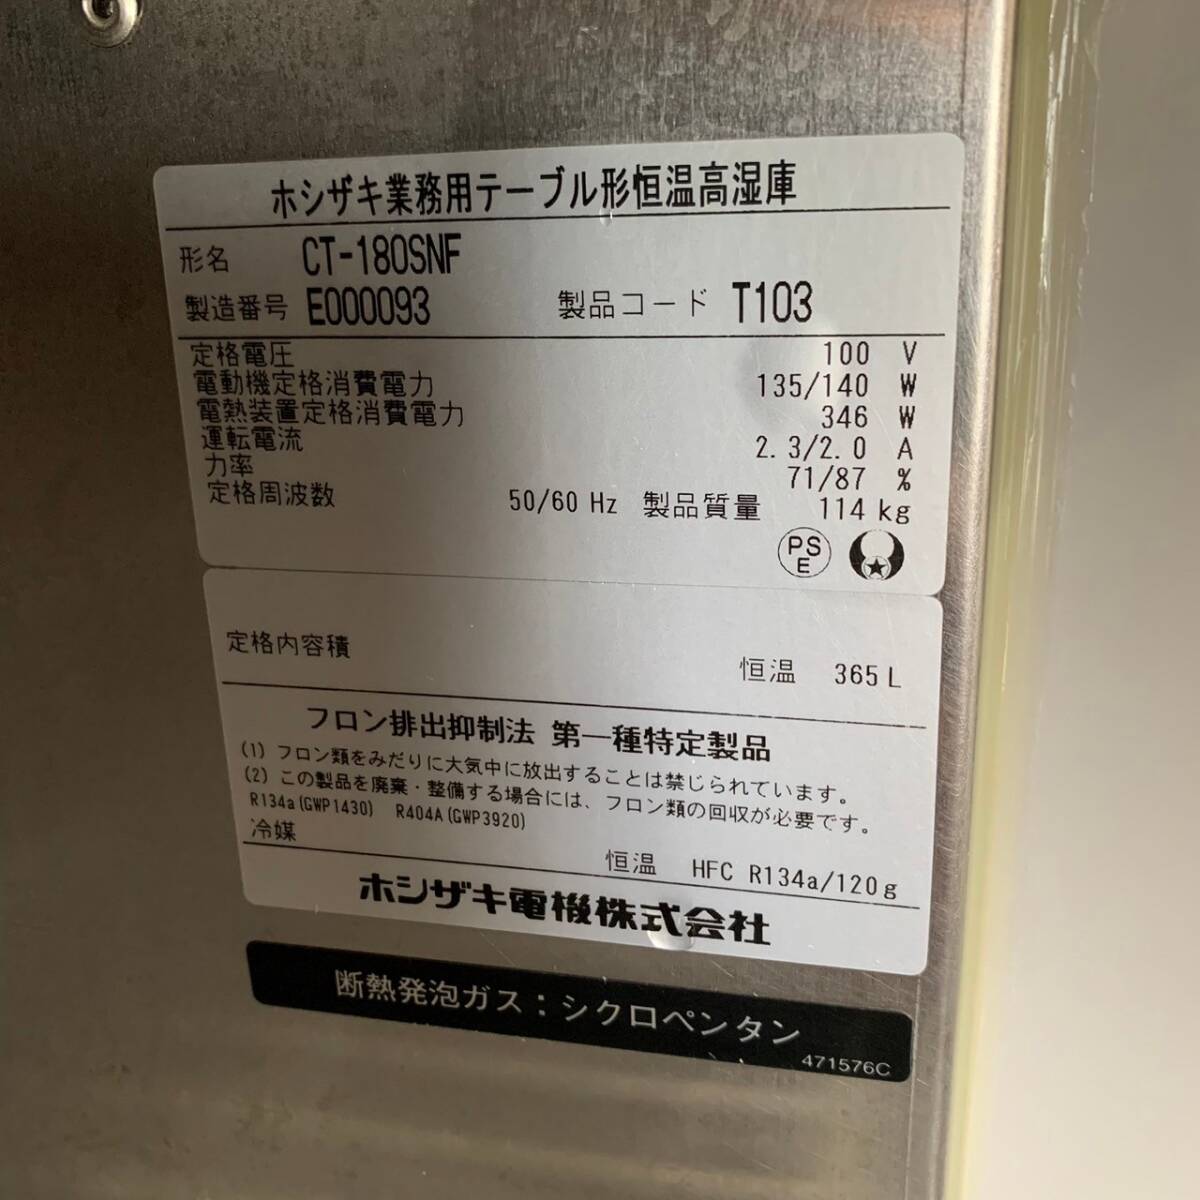 ホシザキ業務用テーブル形恒温高湿庫
形名 CT-180SNF
製造番号 E000093 製品コード T103
定格電圧 100 V
電動機定格消費電力 135/140 W
電熱装置定格消費電力 346 W
運転電流 2.3/2.0 A
力率 71/87 %
定格周波数 50/60 Hz 製品質量 114 kg
PS
E
定格内容積
恒温 365 L
フロン排出抑制法 第一種特定製品
(1) フロン類をみだりに大気中に放出することは禁じられています。
(2) この製品を廃棄・整備する場合には、フロン類の回収が必要です。
R134a(GWP1430) R404A(GWP3920)
冷媒
恒温 HFC R134a/120g
ホシザキ電機株式会社
断熱発泡ガス：シクロペンタン
471576C